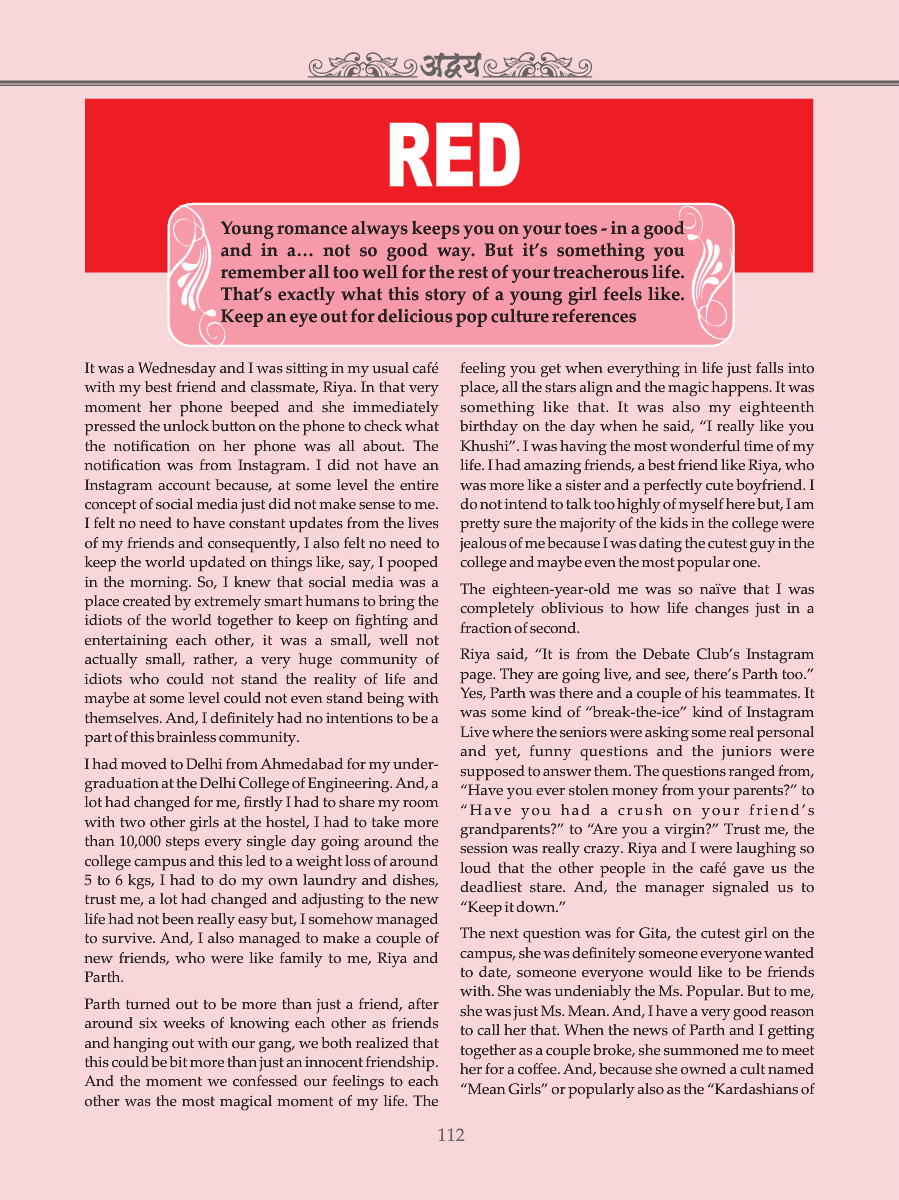 अद्वय
RED
Young romance always keeps you on your toes - in a good
and in a… not so good way. But it’s something you
remember all too well for the rest of your treacherous life.
That’s exactly what this story of a young girl feels like.
Keep an eye out for delicious pop culture references
It was a Wednesday and I was sitting in my usual café
with my best friend and classmate, Riya. In that very
moment her phone beeped and she immediately
pressed the unlock button on the phone to check what
the notification on her phone was all about. The
notification was from Instagram. I did not have an
Instagram account because, at some level the entire
concept of social media just did not make sense to me.
I felt no need to have constant updates from the lives
of my friends and consequently, I also felt no need to
keep the world updated on things like, say, I pooped
in the morning. So, I knew that social media was a
place created by extremely smart humans to bring the
idiots of the world together to keep on fighting and
entertaining each other, it was a small, well not
actually small, rather, a very huge community of
idiots who could not stand the reality of life and
maybe at some level could not even stand being with
themselves. And, I definitely had no intentions to be a
part of this brainless community.
I had moved to Delhi from Ahmedabad for my under-
graduation at the Delhi College of Engineering. And, a
lot had changed for me, firstly I had to share my room
with two other girls at the hostel, I had to take more
than 10,000 steps every single day going around the
college campus and this led to a weight loss of around
5 to 6 kgs, I had to do my own laundry and dishes,
trust me, a lot had changed and adjusting to the new
life had not been really easy but, I somehow managed
to survive. And, I also managed to make a couple of
new friends, who were like family to me, Riya and
Parth.
Parth turned out to be more than just a friend, after
around six weeks of knowing each other as friends
and hanging out with our gang, we both realized that
this could be bit more than just an innocent friendship.
And the moment we confessed our feelings to each
other was the most magical moment of my life. The
feeling you get when everything in life just falls into
place, all the stars align and the magic happens. It was
something like that. It was also my eighteenth
birthday on the day when he said, “I really like you
Khushi”. I was having the most wonderful time of my
life. I had amazing friends, a best friend like Riya, who
was more like a sister and a perfectly cute boyfriend. I
do not intend to talk too highly of myself here but, I am
pretty sure the majority of the kids in the college were
jealous of me because I was dating the cutest guy in the
college and maybe even the most popular one.
The eighteen-year-old me was so naïve that I was
completely oblivious to how life changes just in a
fraction of second.
Riya said, “It is from the Debate Club’s Instagram
page. They are going live, and see, there’s Parth too.”
Yes, Parth was there and a couple of his teammates. It
was some kind of “break-the-ice” kind of Instagram
Live where the seniors were asking some real personal
and yet, funny questions and the juniors were
supposed to answer them. The questions ranged from,
“Have you ever stolen money from your parents?” to
“Have you had a crush on your friend’s
grandparents?” to “Are you a virgin?” Trust me, the
session was really crazy. Riya and I were laughing so
loud that the other people in the café gave us the
deadliest stare. And, the manager signaled us to
“Keep it down.”
The next question was for Gita, the cutest girl on the
campus, she was definitely someone everyone wanted
to date, someone everyone would like to be friends
with. She was undeniably the Ms. Popular. But to me,
she was just Ms. Mean. And, I have a very good reason
to call her that. When the news of Parth and I getting
together as a couple broke, she summoned me to meet
her for a coffee. And, because she owned a cult named
“Mean Girls” or popularly also as the “Kardashians of
112